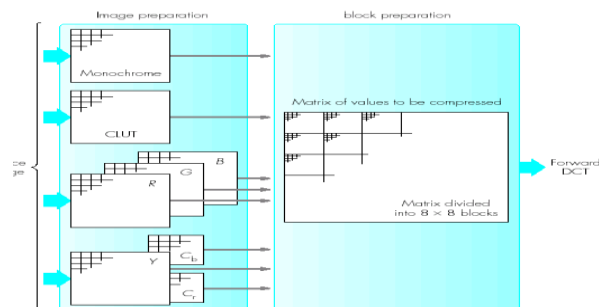 Image preparation
block preparation
Monochrome
Matrix of values to be compressed
CLUT
B
G
R
Forward
DCT
Matrix divided
into 8 × 8 blocks
Y
Cb
Cr